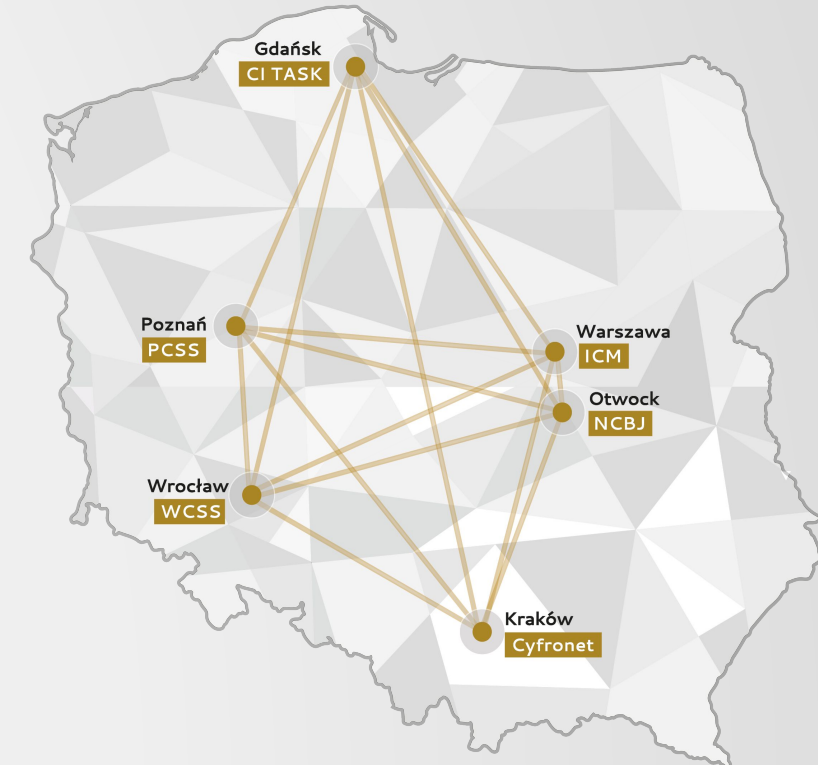 Gdańsk
CI TASK
Poznań
PCSS
Warszawa
ICM
Otwock
NCBJ
Wrocław
WCSS
Kraków
Cyfronet